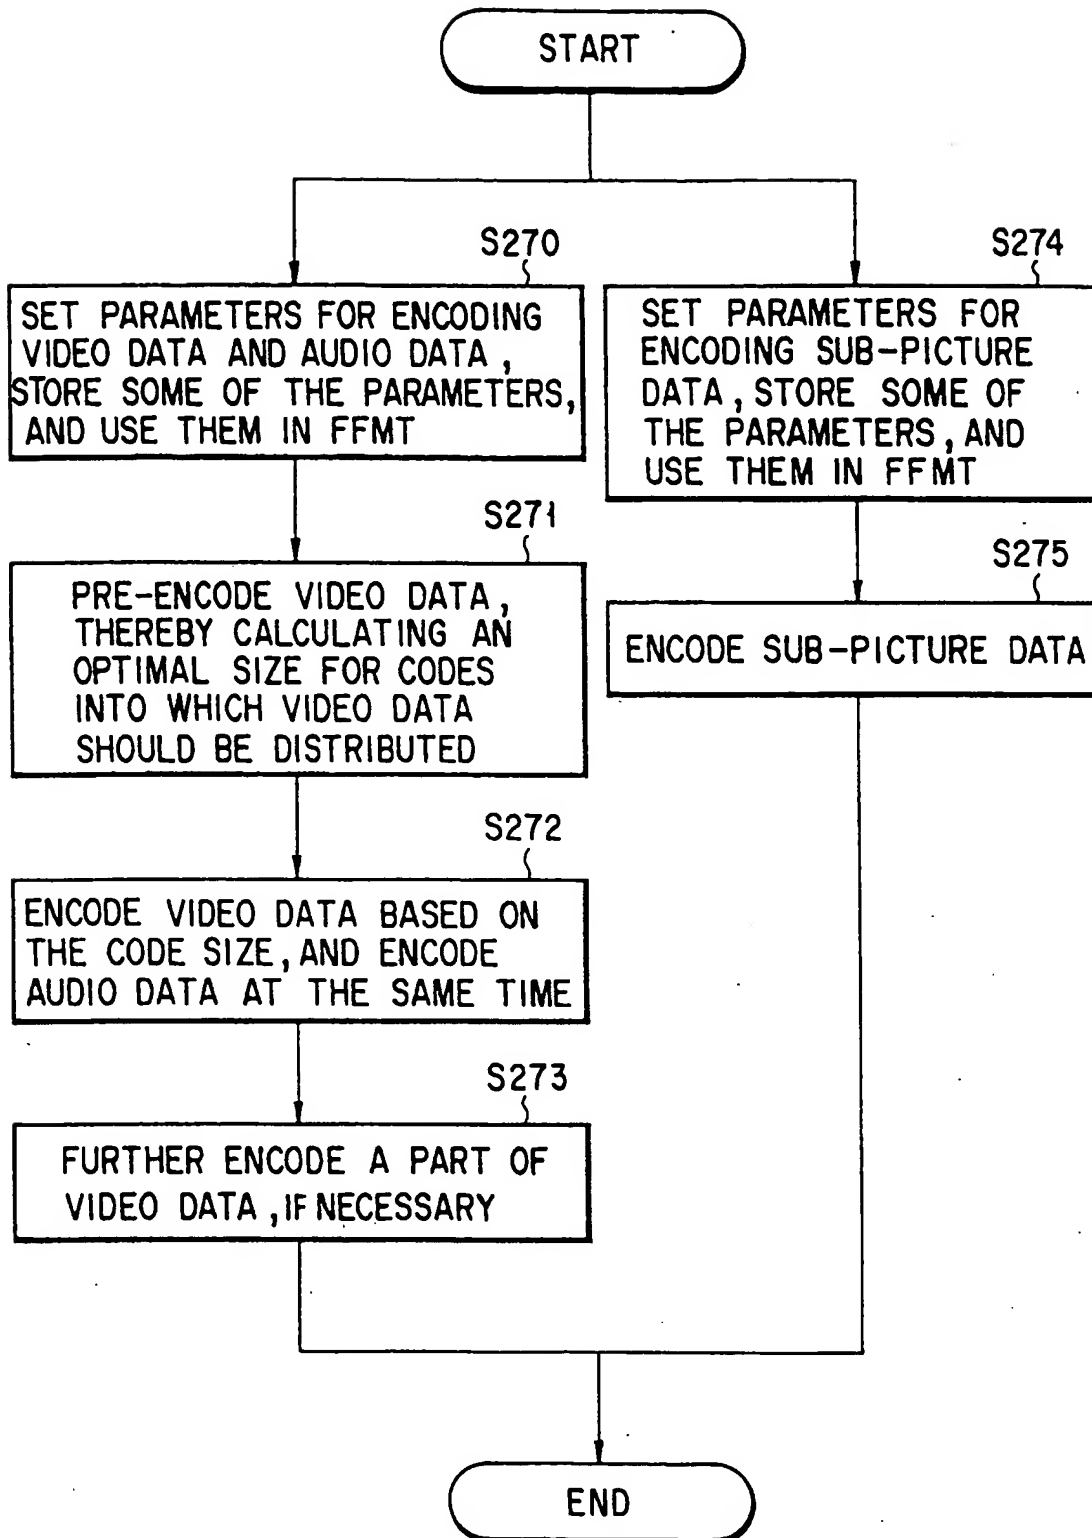 START
S270
SET PARAMETERS FOR ENCODING
VIDEO DATA AND AUDIO DATA,
STORE SOME OF THE PARAMETERS,
AND USE THEM IN FFMT
S271
PRE-ENCODE VIDEO DATA,
THEREBY CALCULATING AN
OPTIMAL SIZE FOR CODES
INTO WHICH VIDEO DATA
SHOULD BE DISTRIBUTED
S272
ENCODE VIDEO DATA BASED ON
THE CODE SIZE, AND ENCODE
AUDIO DATA AT THE SAME TIME
S273
FURTHER ENCODE A PART OF
VIDEO DATA, IF NECESSARY
S274
SET PARAMETERS FOR
ENCODING SUB-PICTURE
DATA, STORE SOME OF
THE PARAMETERS, AND
USE THEM IN FFMT
S275
ENCODE SUB-PICTURE DATA
END